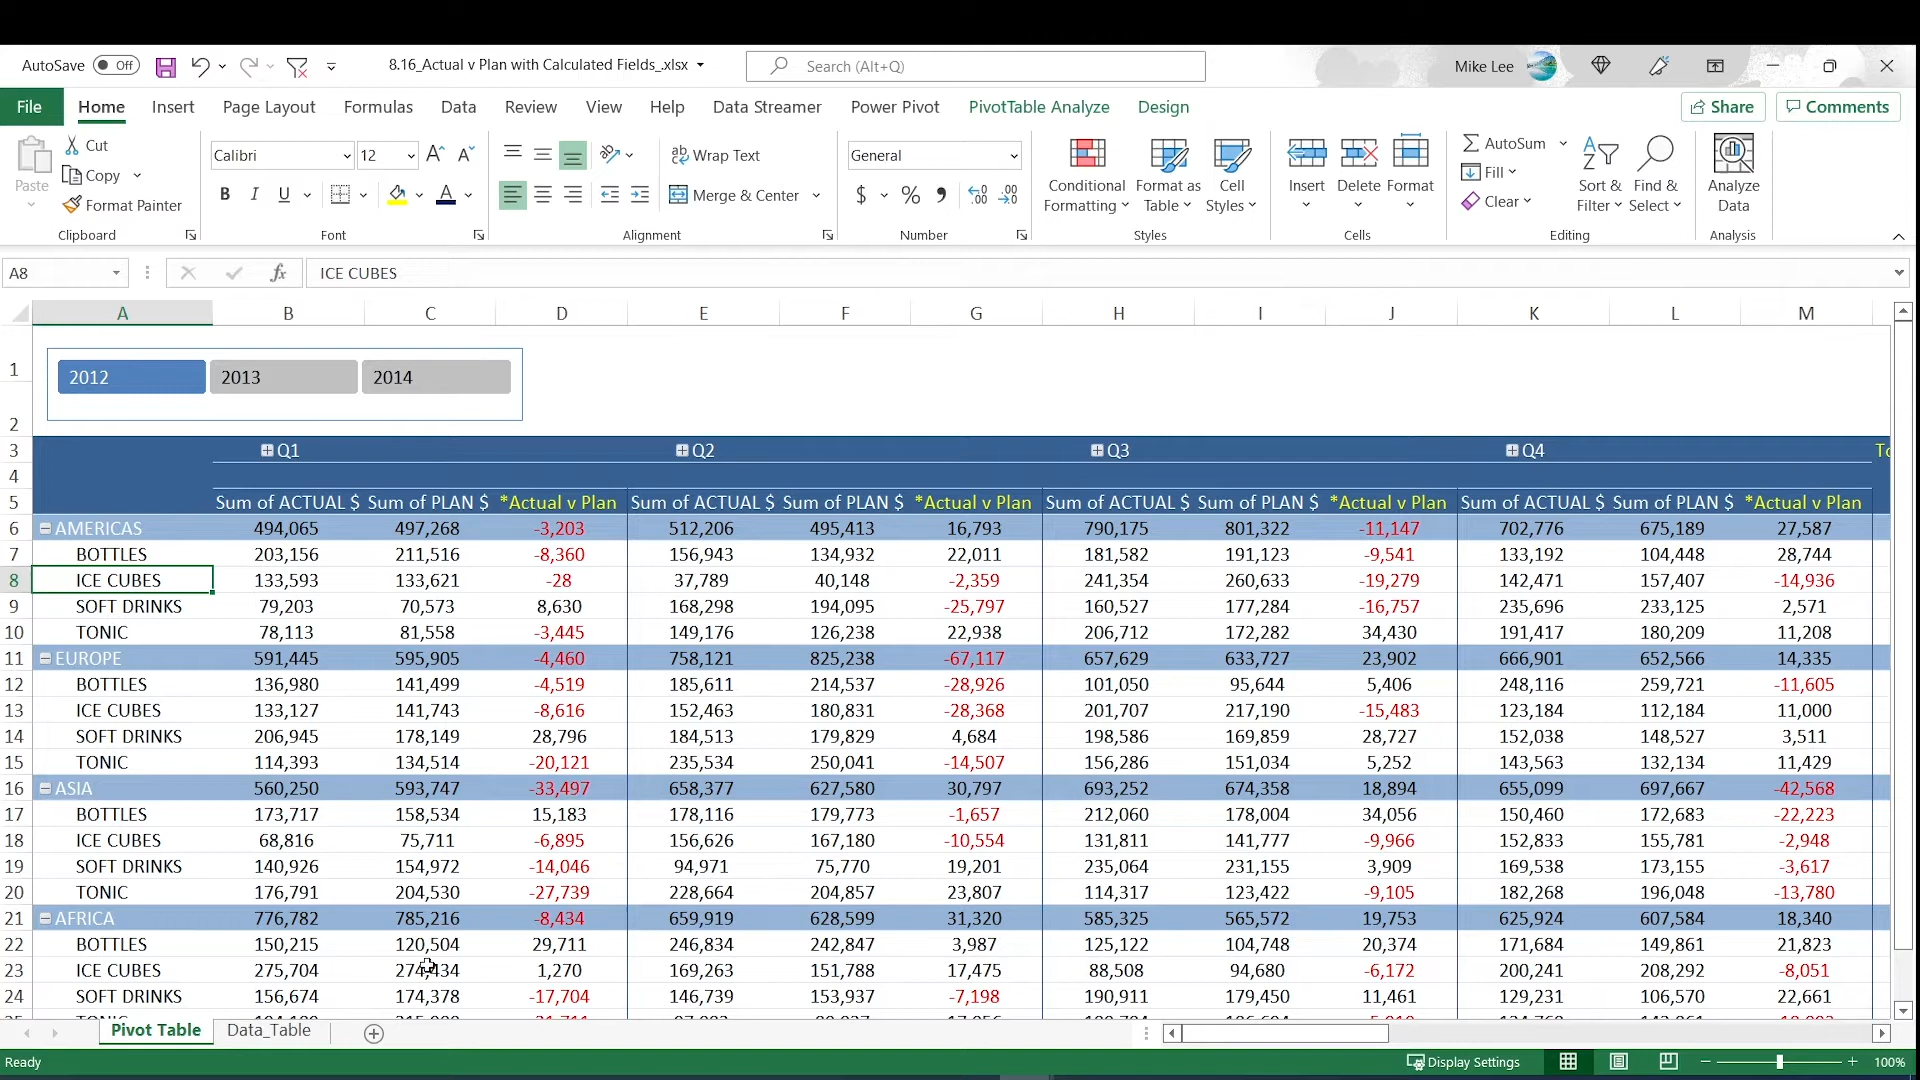 AutoSave Off 8.16_Actual v Plan with Calculated Fields_.xlsx Search (Alt+Q) Mike Lee
File Home Insert Page Layout Formulas Data Review View Help Data Streamer Power Pivot PivotTable Analyze Design Share Comments
Paste Cut Copy Format Painter Clipboard
Calibri 12 B I U A Font
Wrap Text Merge & Center Alignment
General $ % Number
Conditional Formatting Format as Table Cell Styles Styles
Insert Delete Format Cells
AutoSum Fill Clear Sort & Filter Find & Select Editing
Analyze Data Analysis
A8 fx ICE CUBES
A B C D E F G H I J K L M
1 2012 2013 2014
2
3 Q1 Q2 Q3 Q4
4
5 Sum of ACTUAL $ Sum of PLAN $ *Actual v Plan Sum of ACTUAL $ Sum of PLAN $ *Actual v Plan Sum of ACTUAL $ Sum of PLAN $ *Actual v Plan Sum of ACTUAL $ Sum of PLAN $ *Actual v Plan
6 AMERICAS 494,065 497,268 -3,203 512,206 495,413 16,793 790,175 801,322 -11,147 702,776 675,189 27,587
7 BOTTLES 203,156 211,516 -8,360 156,943 134,932 22,011 181,582 191,123 -9,541 133,192 104,448 28,744
8 ICE CUBES 133,593 133,621 -28 37,789 40,148 -2,359 241,354 260,633 -19,279 142,471 157,407 -14,936
9 SOFT DRINKS 79,203 70,573 8,630 168,298 194,095 -25,797 160,527 177,284 -16,757 235,696 233,125 2,571
10 TONIC 78,113 81,558 -3,445 149,176 126,238 22,938 206,712 172,282 34,430 191,417 180,209 11,208
11 EUROPE 591,445 595,905 -4,460 758,121 825,238 -67,117 657,629 633,727 23,902 666,901 652,566 14,335
12 BOTTLES 136,980 141,499 -4,519 185,611 214,537 -28,926 101,050 95,644 5,406 248,116 259,721 -11,605
13 ICE CUBES 133,127 141,743 -8,616 152,463 180,831 -28,368 201,707 217,190 -15,483 123,184 112,184 11,000
14 SOFT DRINKS 206,945 178,149 28,796 184,513 179,829 4,684 198,586 169,859 28,727 152,038 148,527 3,511
15 TONIC 114,393 134,514 -20,121 235,534 250,041 -14,507 156,286 151,034 5,252 143,563 132,134 11,429
16 ASIA 560,250 593,747 -33,497 658,377 627,580 30,797 693,252 674,358 18,894 655,099 697,667 -42,568
17 BOTTLES 173,717 158,534 15,183 178,116 179,773 -1,657 212,060 178,004 34,056 150,460 172,683 -22,223
18 ICE CUBES 68,816 75,711 -6,895 156,626 167,180 -10,554 131,811 141,777 -9,966 152,833 155,781 -2,948
19 SOFT DRINKS 140,926 154,972 -14,046 94,971 75,770 19,201 235,064 231,155 3,909 169,538 173,155 -3,617
20 TONIC 176,791 204,530 -27,739 228,664 204,857 23,807 114,317 123,422 -9,105 182,268 196,048 -13,780
21 AFRICA 776,782 785,216 -8,434 659,919 628,599 31,320 585,325 565,572 19,753 625,924 607,584 18,340
22 BOTTLES 150,215 120,504 29,711 246,834 242,847 3,987 125,122 104,748 20,374 171,684 149,861 21,823
23 ICE CUBES 275,704 274,434 1,270 169,263 151,788 17,475 88,508 94,680 -6,172 200,241 208,292 -8,051
24 SOFT DRINKS 156,674 174,378 -17,704 146,739 153,937 -7,198 190,911 179,450 11,461 129,231 106,570 22,661
Pivot Table Data_Table
Ready Display Settings 100%